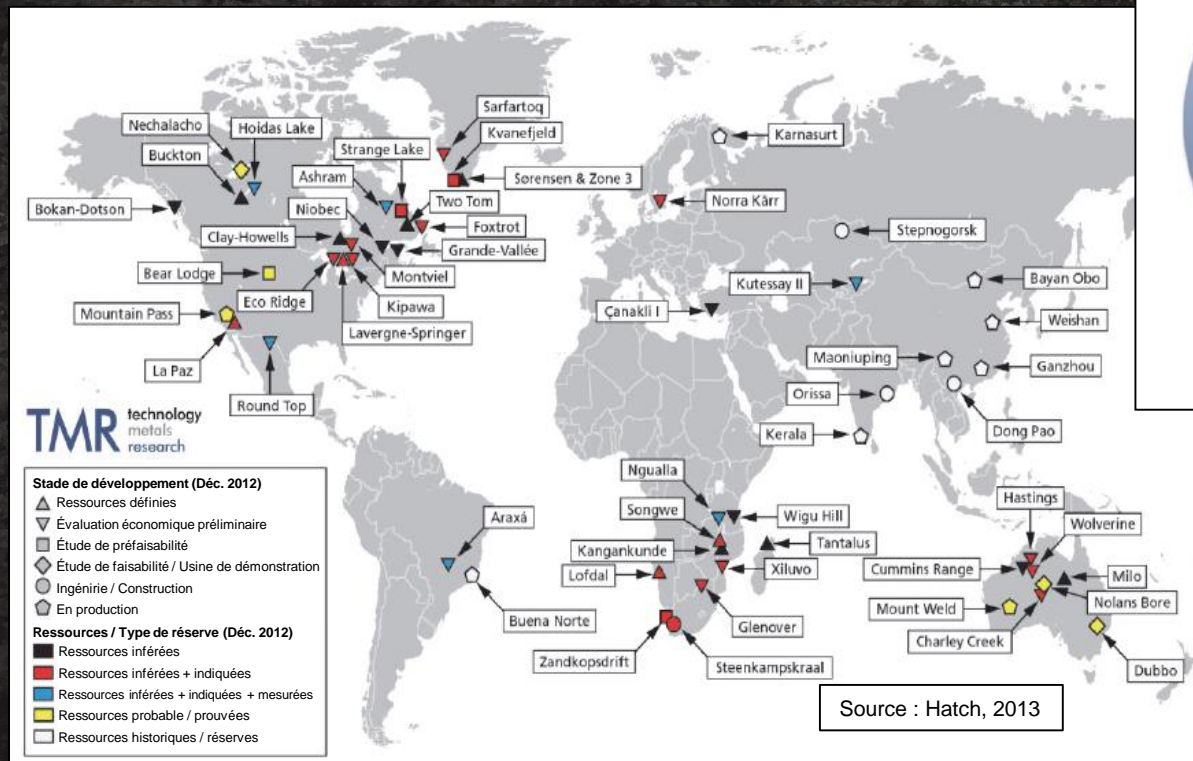 Sarfartoq
Kvanefjeld
Karnasurt
Nechalacho
Hoidas Lake
Strange Lake
Buckton
Ashram
Sørensen & Zone 3
Norra Kärr
Bokan-Dotson
Niobec
Two Tom
Foxtrot
Stepnogorsk
Clay-Howells
Grande-Vallée
Bear Lodge
Montviel
Kutessay II
Bayan Obo
Eco Ridge
Kipawa
Mountain Pass
Çanakli I
Weishan
Lavergne-Springer
Maoniuping
Ganzhou
La Paz
Orissa
Round Top
Dong Pao
Kerala
TMR technology
metals
research
Ngualla
Hastings
Songwe
Wolverine
Araxá
Wigu Hill
Kangankunde
Tantalus
Cummins Range
Milo
Lofdal
Xiluvo
Mount Weld
Nolans Bore
Buena Norte
Glenover
Charley Creek
Zandkopsdrift
Steenkampskraal
Dubbo
Stade de développement (Déc. 2012)
Ressources définies
Évaluation économique préliminaire
Étude de préfaisabilité
Étude de faisabilité / Usine de démonstration
Ingénirie / Construction
En production
Ressources / Type de réserve (Déc. 2012)
Ressources inférées
Ressources inférées + indiquées
Ressources inférées + indiquées + mesurées
Ressources probable / prouvées
Ressources historiques / réserves
Source : Hatch, 2013